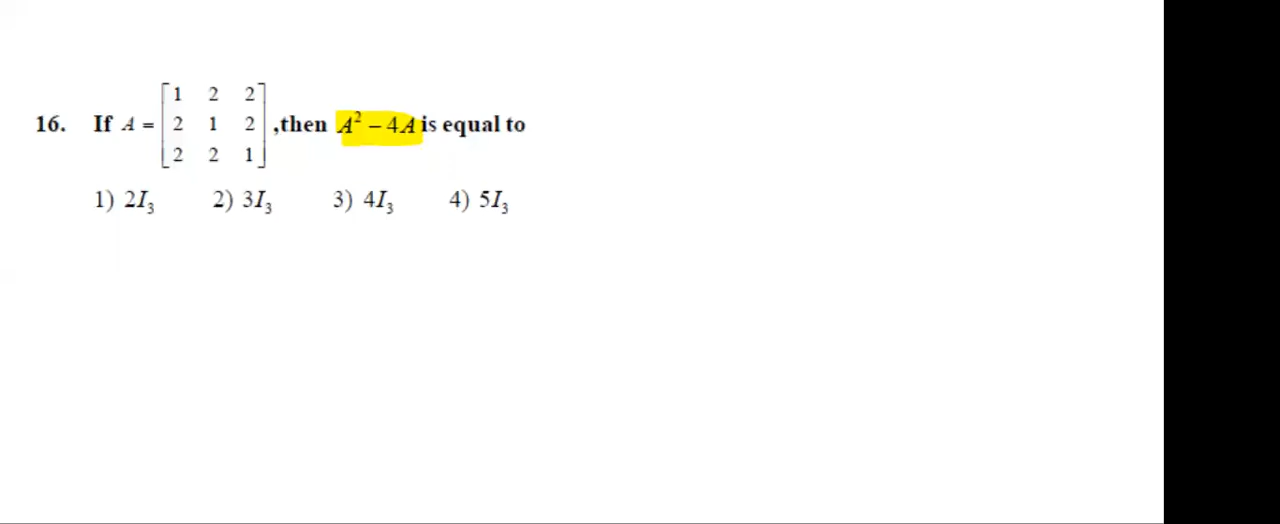 16. If A = [1 2 2
2 1 2
2 2 1] ,then A² – 4A is equal to
1) 2I₃ 2) 3I₃ 3) 4I₃ 4) 5I₃